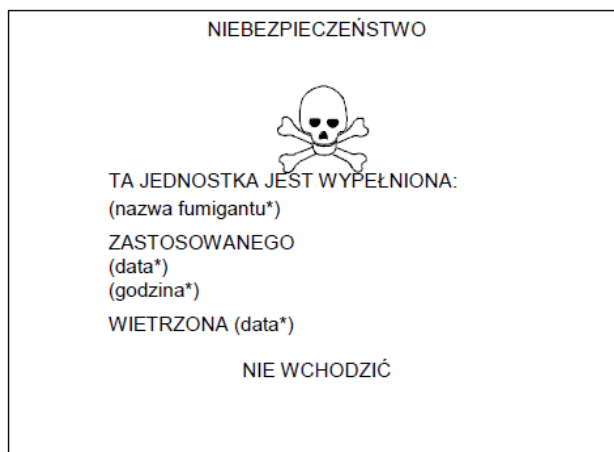 NIEBEZPIECZEŃSTWO
TA JEDNOSTKA JEST WYPEŁNIONA:
(nazwa fumigantu*)
ZASTOSOWANEGO
(data*)
(godzina*)
WIETRZONA (data*)
NIE WCHODZIĆ